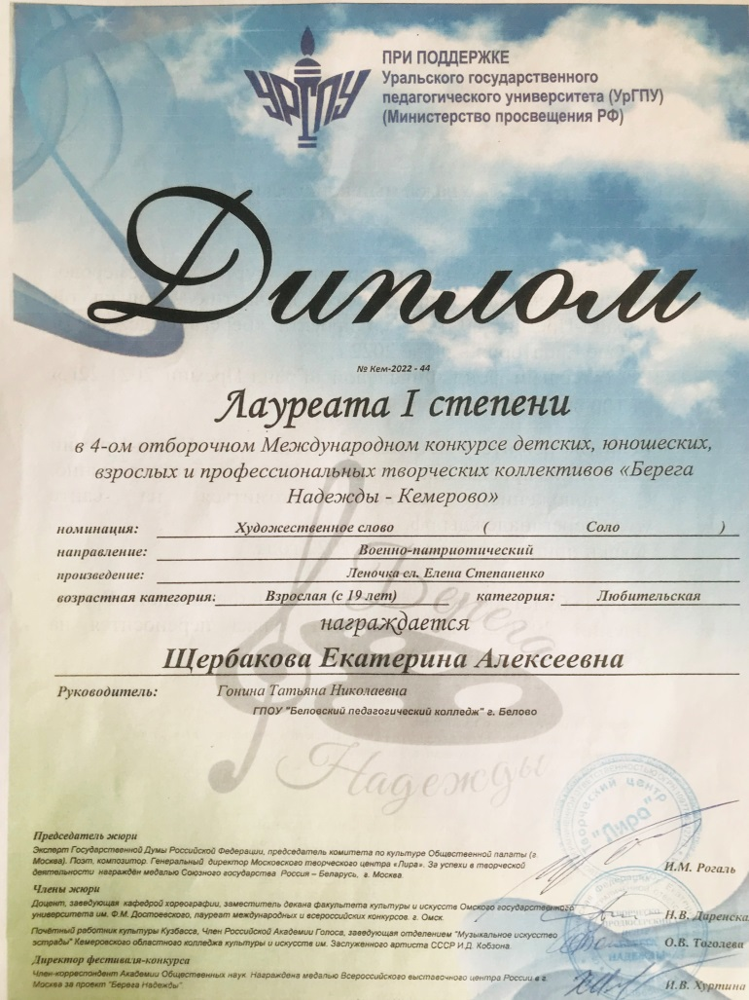 УРГПУ
ПРИ ПОДДЕРЖКЕ
Уральского государственного
педагогического университета (УрГПУ)
(Министерство просвещения РФ)
Диплом
№ Кем-2022 - 44
Лауреата I степени
в 4-ом отборочном Международном конкурсе детских, юношеских,
взрослых и профессиональных творческих коллективов «Берега
Надежды - Кемерово»
номинация: Художественное слово ( Соло )
направление: Военно-патриотический
произведение: Леночка сл. Елена Степаненко
возрастная категория: Взрослая (с 19 лет) категория: Любительская
Берега
награждается
Щербакова Екатерина Алексеевна
Руководитель: Гонина Татьяна Николаевна
ГПОУ "Беловский педагогический колледж" г. Белово
Надежды
творческий центр
"Лира"
Председатель жюри
Эксперт Государственной Думы Российской Федерации, председатель комитета по культуре Общественной палаты (г.
Москва). Поэт, композитор. Генеральный директор Московского творческого центра «Лира». За успехи в творческой
деятельности награждён медалью Союзного государства Россия – Беларусь, г. Москва.
И.М. Рогаль
Члены жюри
Доцент, заведующая кафедрой хореографии, заместитель декана факультета культуры и искусств Омского государственного
университета им. Ф.М. Достоевского, лауреат международных и всероссийских конкурсов. г. Омск.
Н.В. Даренска
Почётный работник культуры Кузбасса, Член Российской Академии Голоса, заведующая отделением "Музыкальное искусство
эстрады" Кемеровского областного колледжа культуры и искусств им. Заслуженного артиста СССР И.Д. Кобзона.
О.В. Таголева
Директор фестиваля-конкурса
Член-корреспондент Академии Общественных наук. Награждена медалью Всероссийского выставочного центра России в г.
Москва за проект "Берега Надежды".
И.В. Хуртина